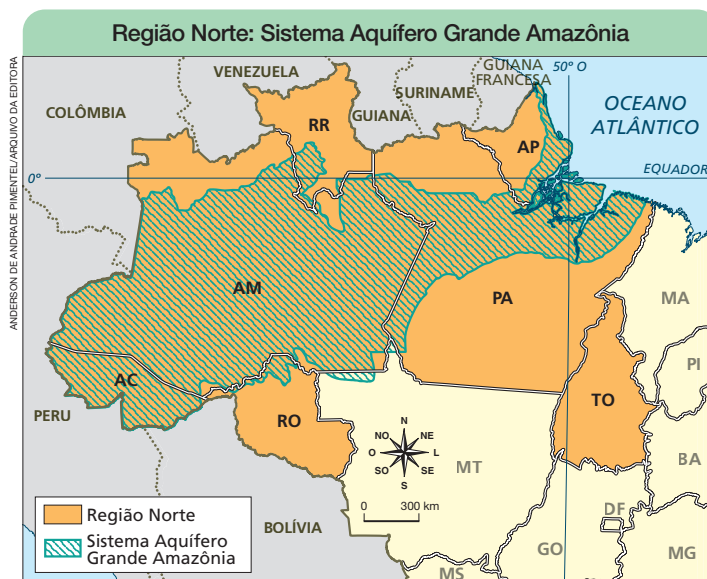 Região Norte: Sistema Aquífero Grande Amazônia
ANDERSON DE ANDRADE PIMENTEL/ARQUIVO DA EDITORA
VENEZUELA
GUIANA
FRANCESA
50° O
SURINAME
COLÔMBIA
GUIANA
OCEANO
ATLÂNTICO
RR
AP
EQUADOR
0°
AM
PA
MA
AC
PI
TO
PERU
RO
N
NO
NE
O
L
SO
SE
S
MT
BA
0
300 km
DF
Região Norte
Sistema Aquífero
Grande Amazônia
BOLÍVIA
GO
MG
MS